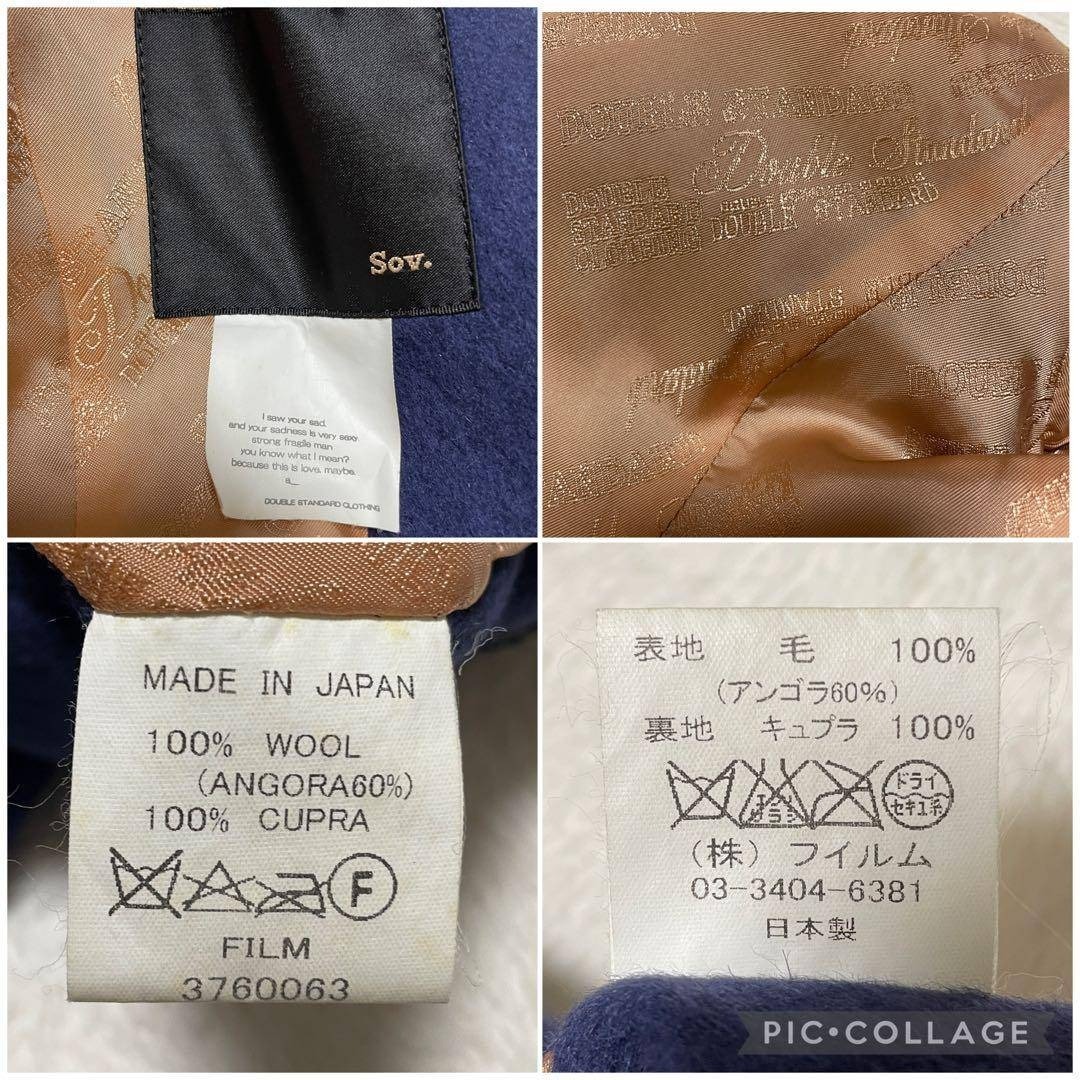 Sov.
I saw your sad.
and your sadness is very sexy.
strong fragile man
you know what I mean?
because this is love. maybe.
a__
DOUBLE STANDARD CLOTHING
DOUBLE STANDARD
Double Standard
DOUBLE
STANDARD
CLOTHING
DOUBLE STANDARD
MADE IN JAPAN
100% WOOL
(ANGORA60%)
100% CUPRA
F
FILM
3760063
表地 毛 100%
(アンゴラ60%)
裏地 キュプラ 100%
エンソ
ドライ
セキユ系
(株) フイルム
03-3404-6381
日本製
PIC•COLLAGE